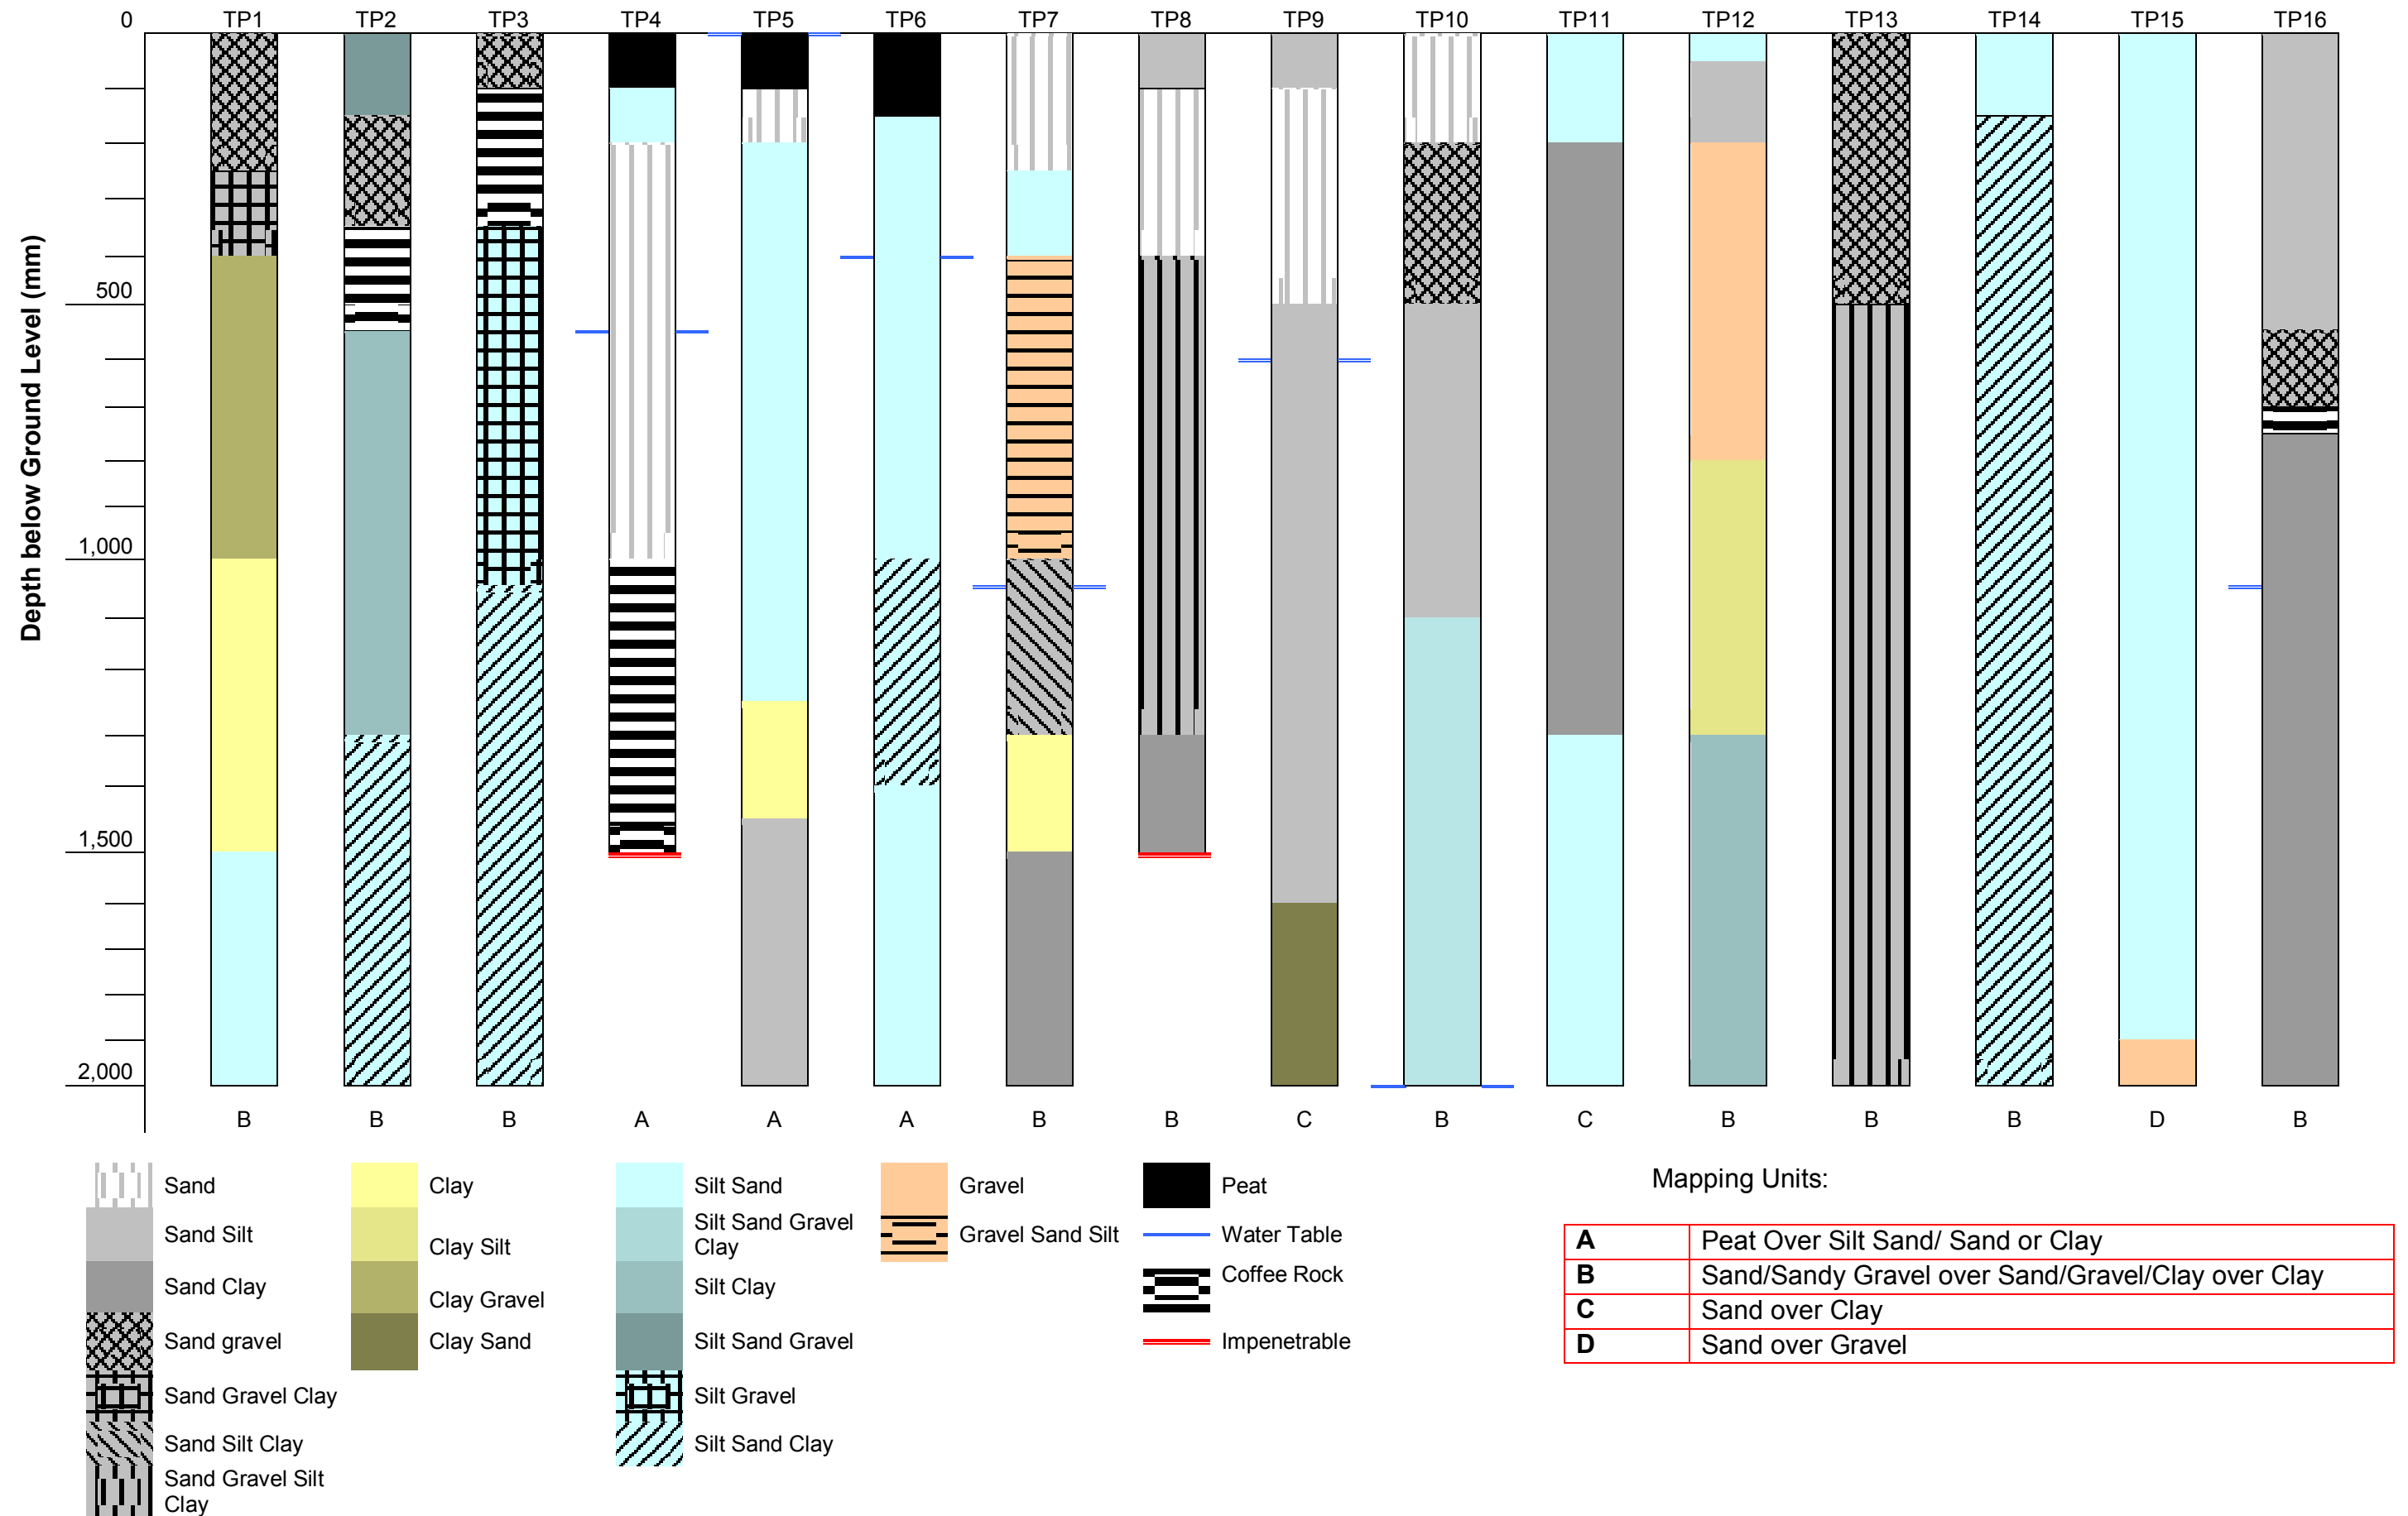 0 TP1 TP2 TP3 TP4 TP5 TP6 TP7 TP8 TP9 TP10 TP11 TP12 TP13 TP14 TP15 TP16
Depth below Ground Level (mm)
500
1,000
1,500
2,000
B B B A A A B B C B C B B B D B
Sand
Sand Silt
Sand Clay
Sand gravel
Sand Gravel Clay
Sand Silt Clay
Sand Gravel Silt
Clay
Clay
Clay Silt
Clay Gravel
Clay Sand
Silt Sand
Silt Sand Gravel
Clay
Silt Clay
Silt Sand Gravel
Silt Gravel
Silt Sand Clay
Gravel
Gravel Sand Silt
Peat
Water Table
Coffee Rock
Impenetrable
Mapping Units:
A Peat Over Silt Sand/ Sand or Clay
B Sand/Sandy Gravel over Sand/Gravel/Clay over Clay
C Sand over Clay
D Sand over Gravel